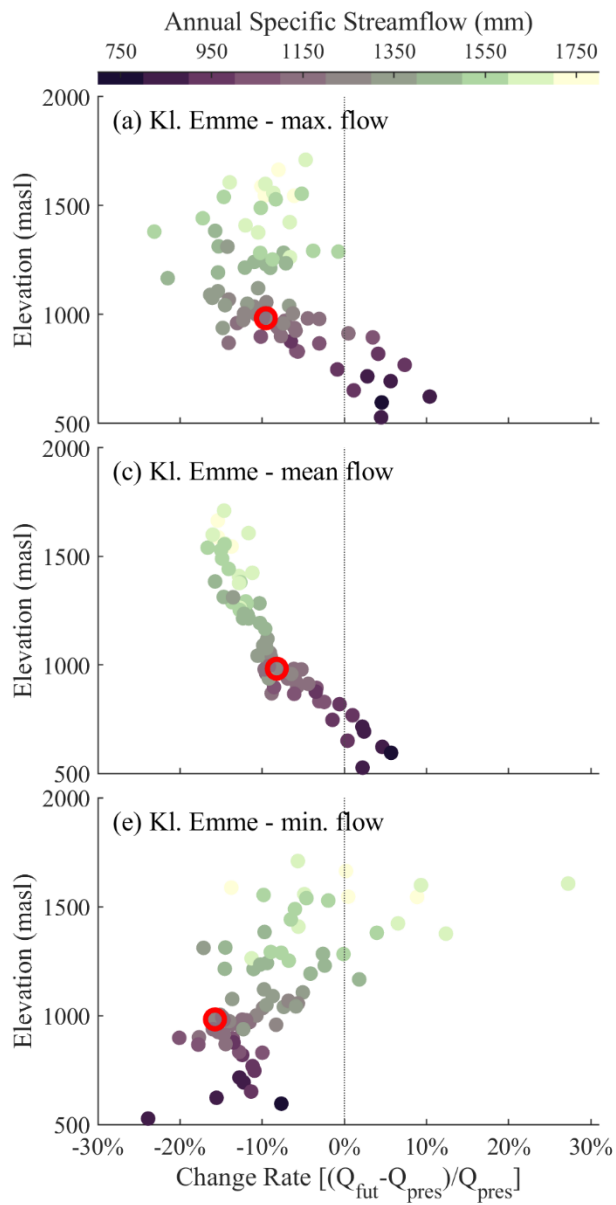 Annual Specific Streamflow (mm)
750 950 1150 1350 1550 1750
2000
(a) Kl. Emme - max. flow
1500
Elevation (masl)
1000
500
2000
(c) Kl. Emme - mean flow
1500
Elevation (masl)
1000
500
2000
(e) Kl. Emme - min. flow
1500
Elevation (masl)
1000
500
-30% -20% -10% 0% 10% 20% 30%
Change Rate [(Qfut-Qpres)/Qpres]